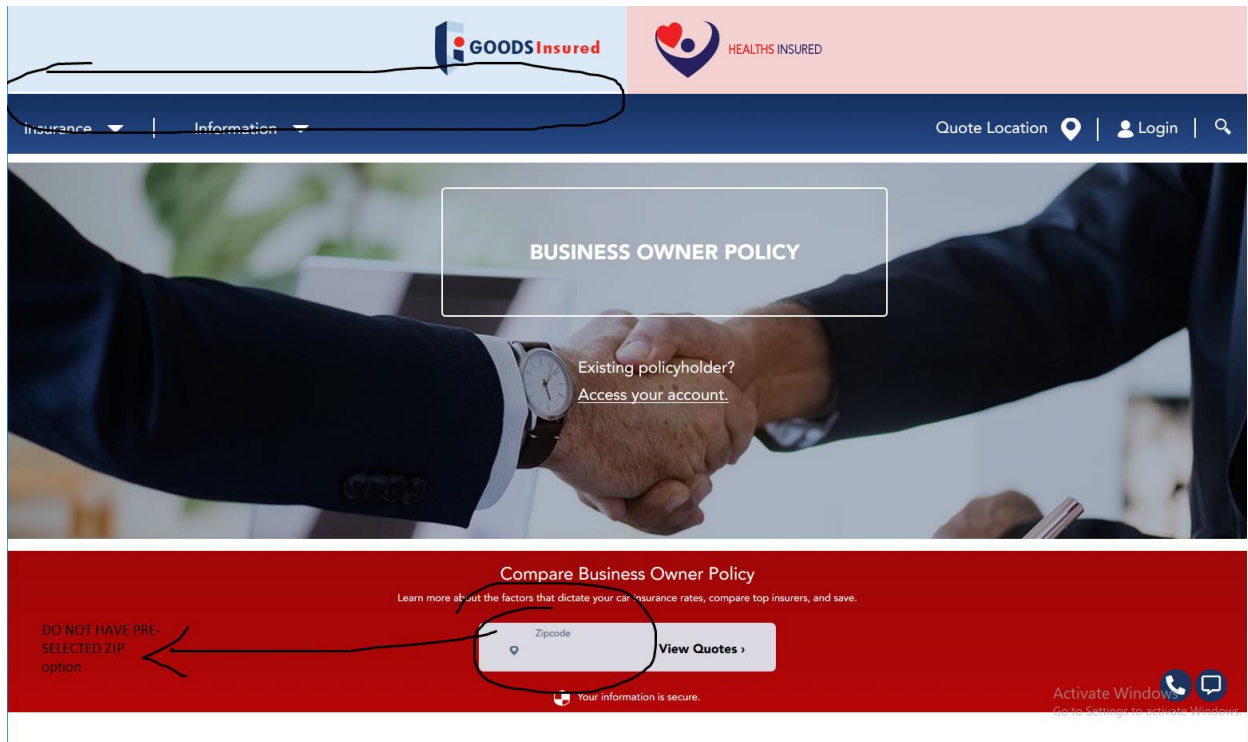 GOODSInsured
HEALTHS INSURED
Insurance
Information
Quote Location
Login
BUSINESS OWNER POLICY
Existing policyholder?
Access your account.
Compare Business Owner Policy
Learn more about the factors that dictate your car insurance rates, compare top insurers, and save.
DO NOT HAVE PRE-
SELECTED ZIP
option
Zipcode
View Quotes ›
Your information is secure.
Activate Windows
Go to Settings to activate Windows.